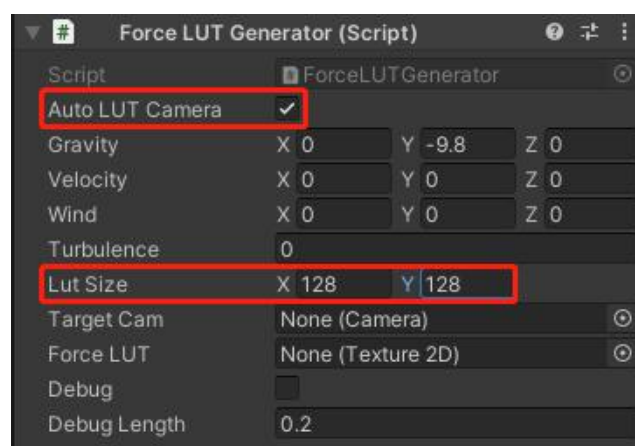 # Force LUT Generator (Script)
Script ForceLUTGenerator
Auto LUT Camera
Gravity X 0 Y -9.8 Z 0
Velocity X 0 Y 0 Z 0
Wind X 0 Y 0 Z 0
Turbulence 0
Lut Size X 128 Y 128
Target Cam None (Camera)
Force LUT None (Texture 2D)
Debug
Debug Length 0.2